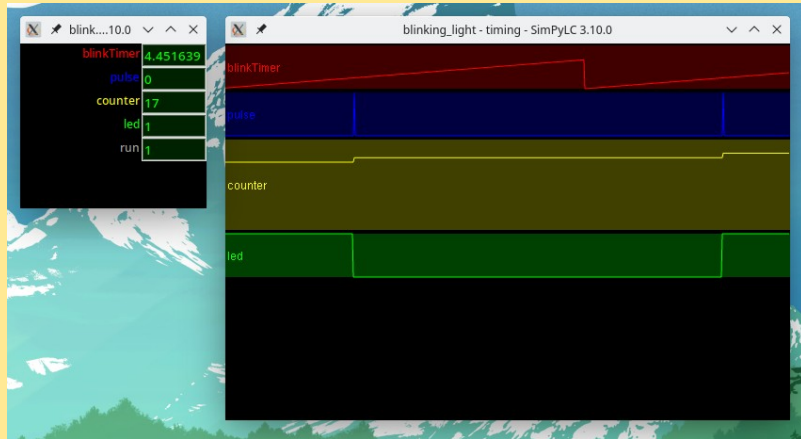 blink....10.0
blinkTimer 4.451639
pulse 0
counter 17
led 1
run 1
blinking_light - timing - SimPyLC 3.10.0
blinkTimer
pulse
counter
led